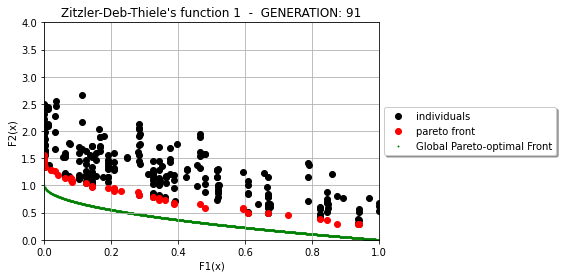 Zitzler-Deb-Thiele's function 1 - GENERATION: 91
4.0
3.5
3.0
2.5
2.0
1.5
1.0
0.5
0.0
F2(x)
0.0 0.2 0.4 0.6 0.8 1.0
F1(x)
individuals
pareto front
Global Pareto-optimal Front